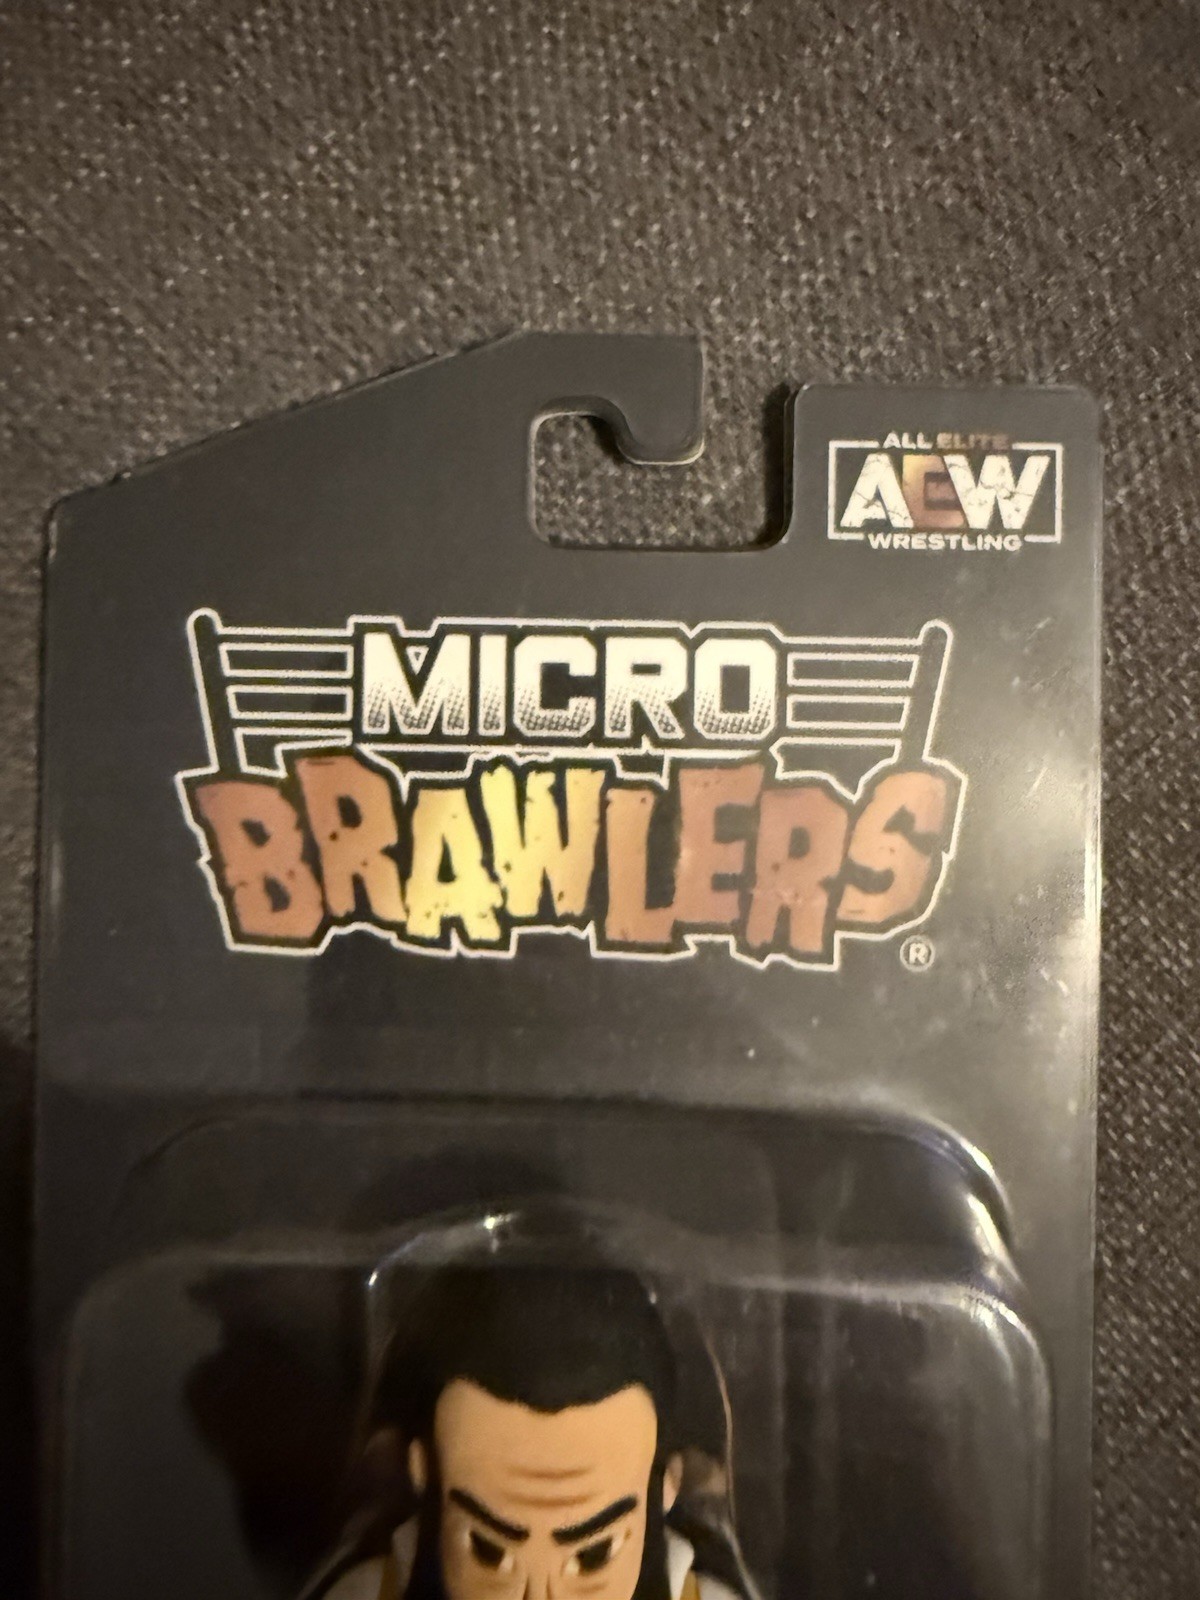 ALL ELITE
AEW
WRESTLING
MICRO
BRAWLERS
®